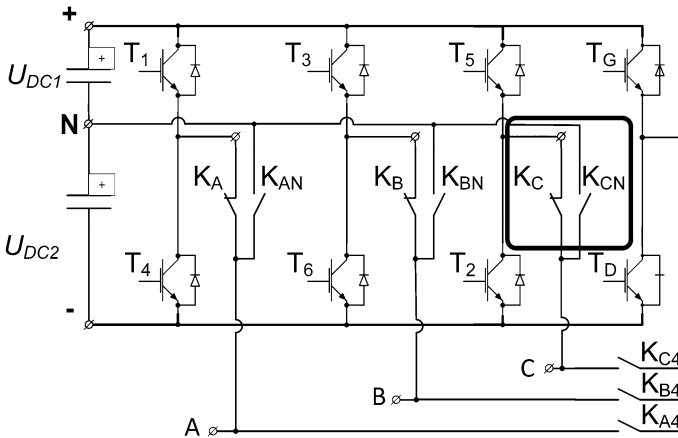 +
T1 T3 T5 TG
+
UDC1
N
KA KAN KB KBN KC KCN
+
UDC2
T4 T6 T2 TD
-
C KC4
B KB4
A KA4